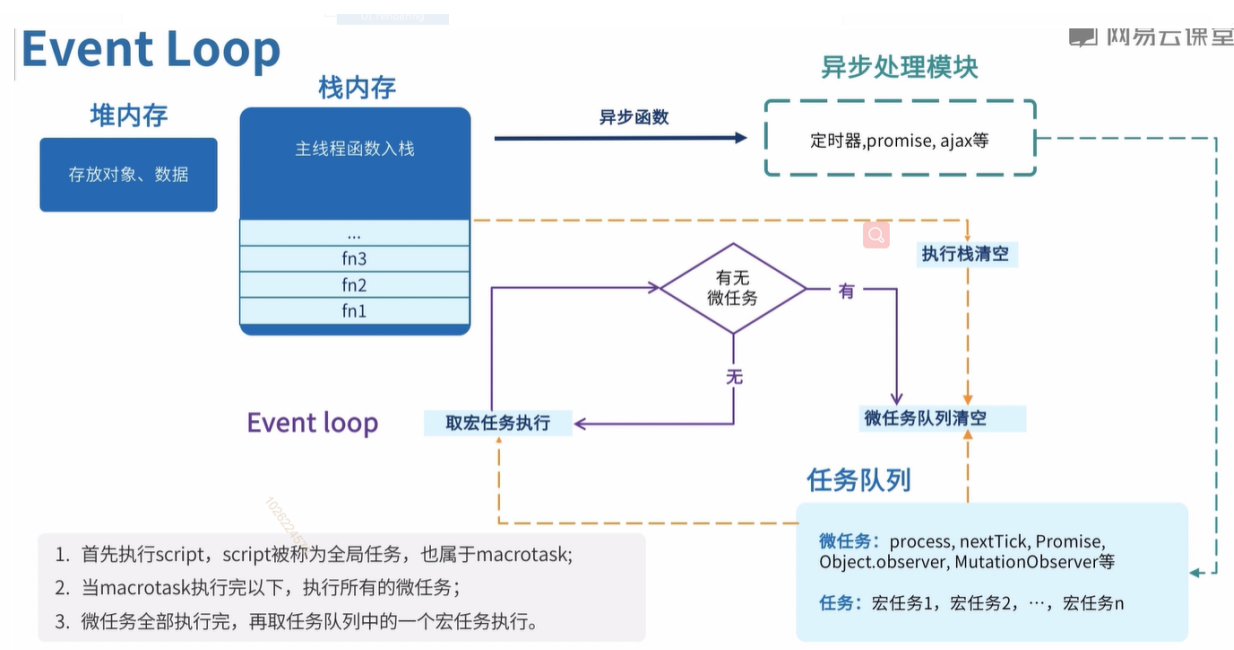 Event Loop
网易云课堂
堆内存
存放对象、数据
栈内存
主线程函数入栈
...
fn3
fn2
fn1
异步函数
异步处理模块
定时器,promise, ajax等
执行栈清空
有无
微任务
有
无
Event loop
取宏任务执行
微任务队列清空
任务队列
微任务：process, nextTick, Promise,
Object.observer, MutationObserver等
任务：宏任务1，宏任务2，…，宏任务n
1. 首先执行script，script被称为全局任务，也属于macrotask;
2. 当macrotask执行完以下，执行所有的微任务；
3. 微任务全部执行完，再取任务队列中的一个宏任务执行。